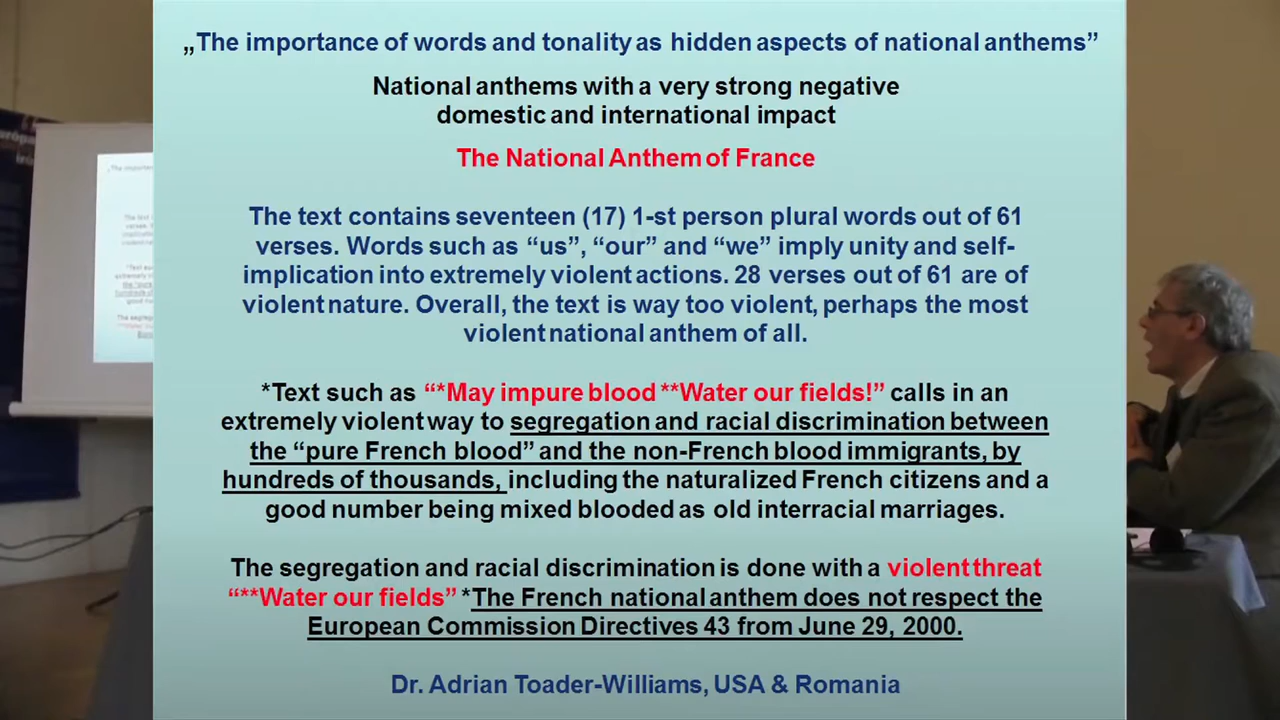 „The importance of words and tonality as hidden aspects of national anthems”
National anthems with a very strong negative
domestic and international impact
The National Anthem of France
The text contains seventeen (17) 1-st person plural words out of 61
verses. Words such as “us”, “our” and “we” imply unity and self-
implication into extremely violent actions. 28 verses out of 61 are of
violent nature. Overall, the text is way too violent, perhaps the most
violent national anthem of all.
*Text such as “*May impure blood **Water our fields!” calls in an
extremely violent way to segregation and racial discrimination between
the “pure French blood” and the non-French blood immigrants, by
hundreds of thousands, including the naturalized French citizens and a
good number being mixed blooded as old interracial marriages.
The segregation and racial discrimination is done with a violent threat
“**Water our fields” *The French national anthem does not respect the
European Commission Directives 43 from June 29, 2000.
Dr. Adrian Toader-Williams, USA & Romania